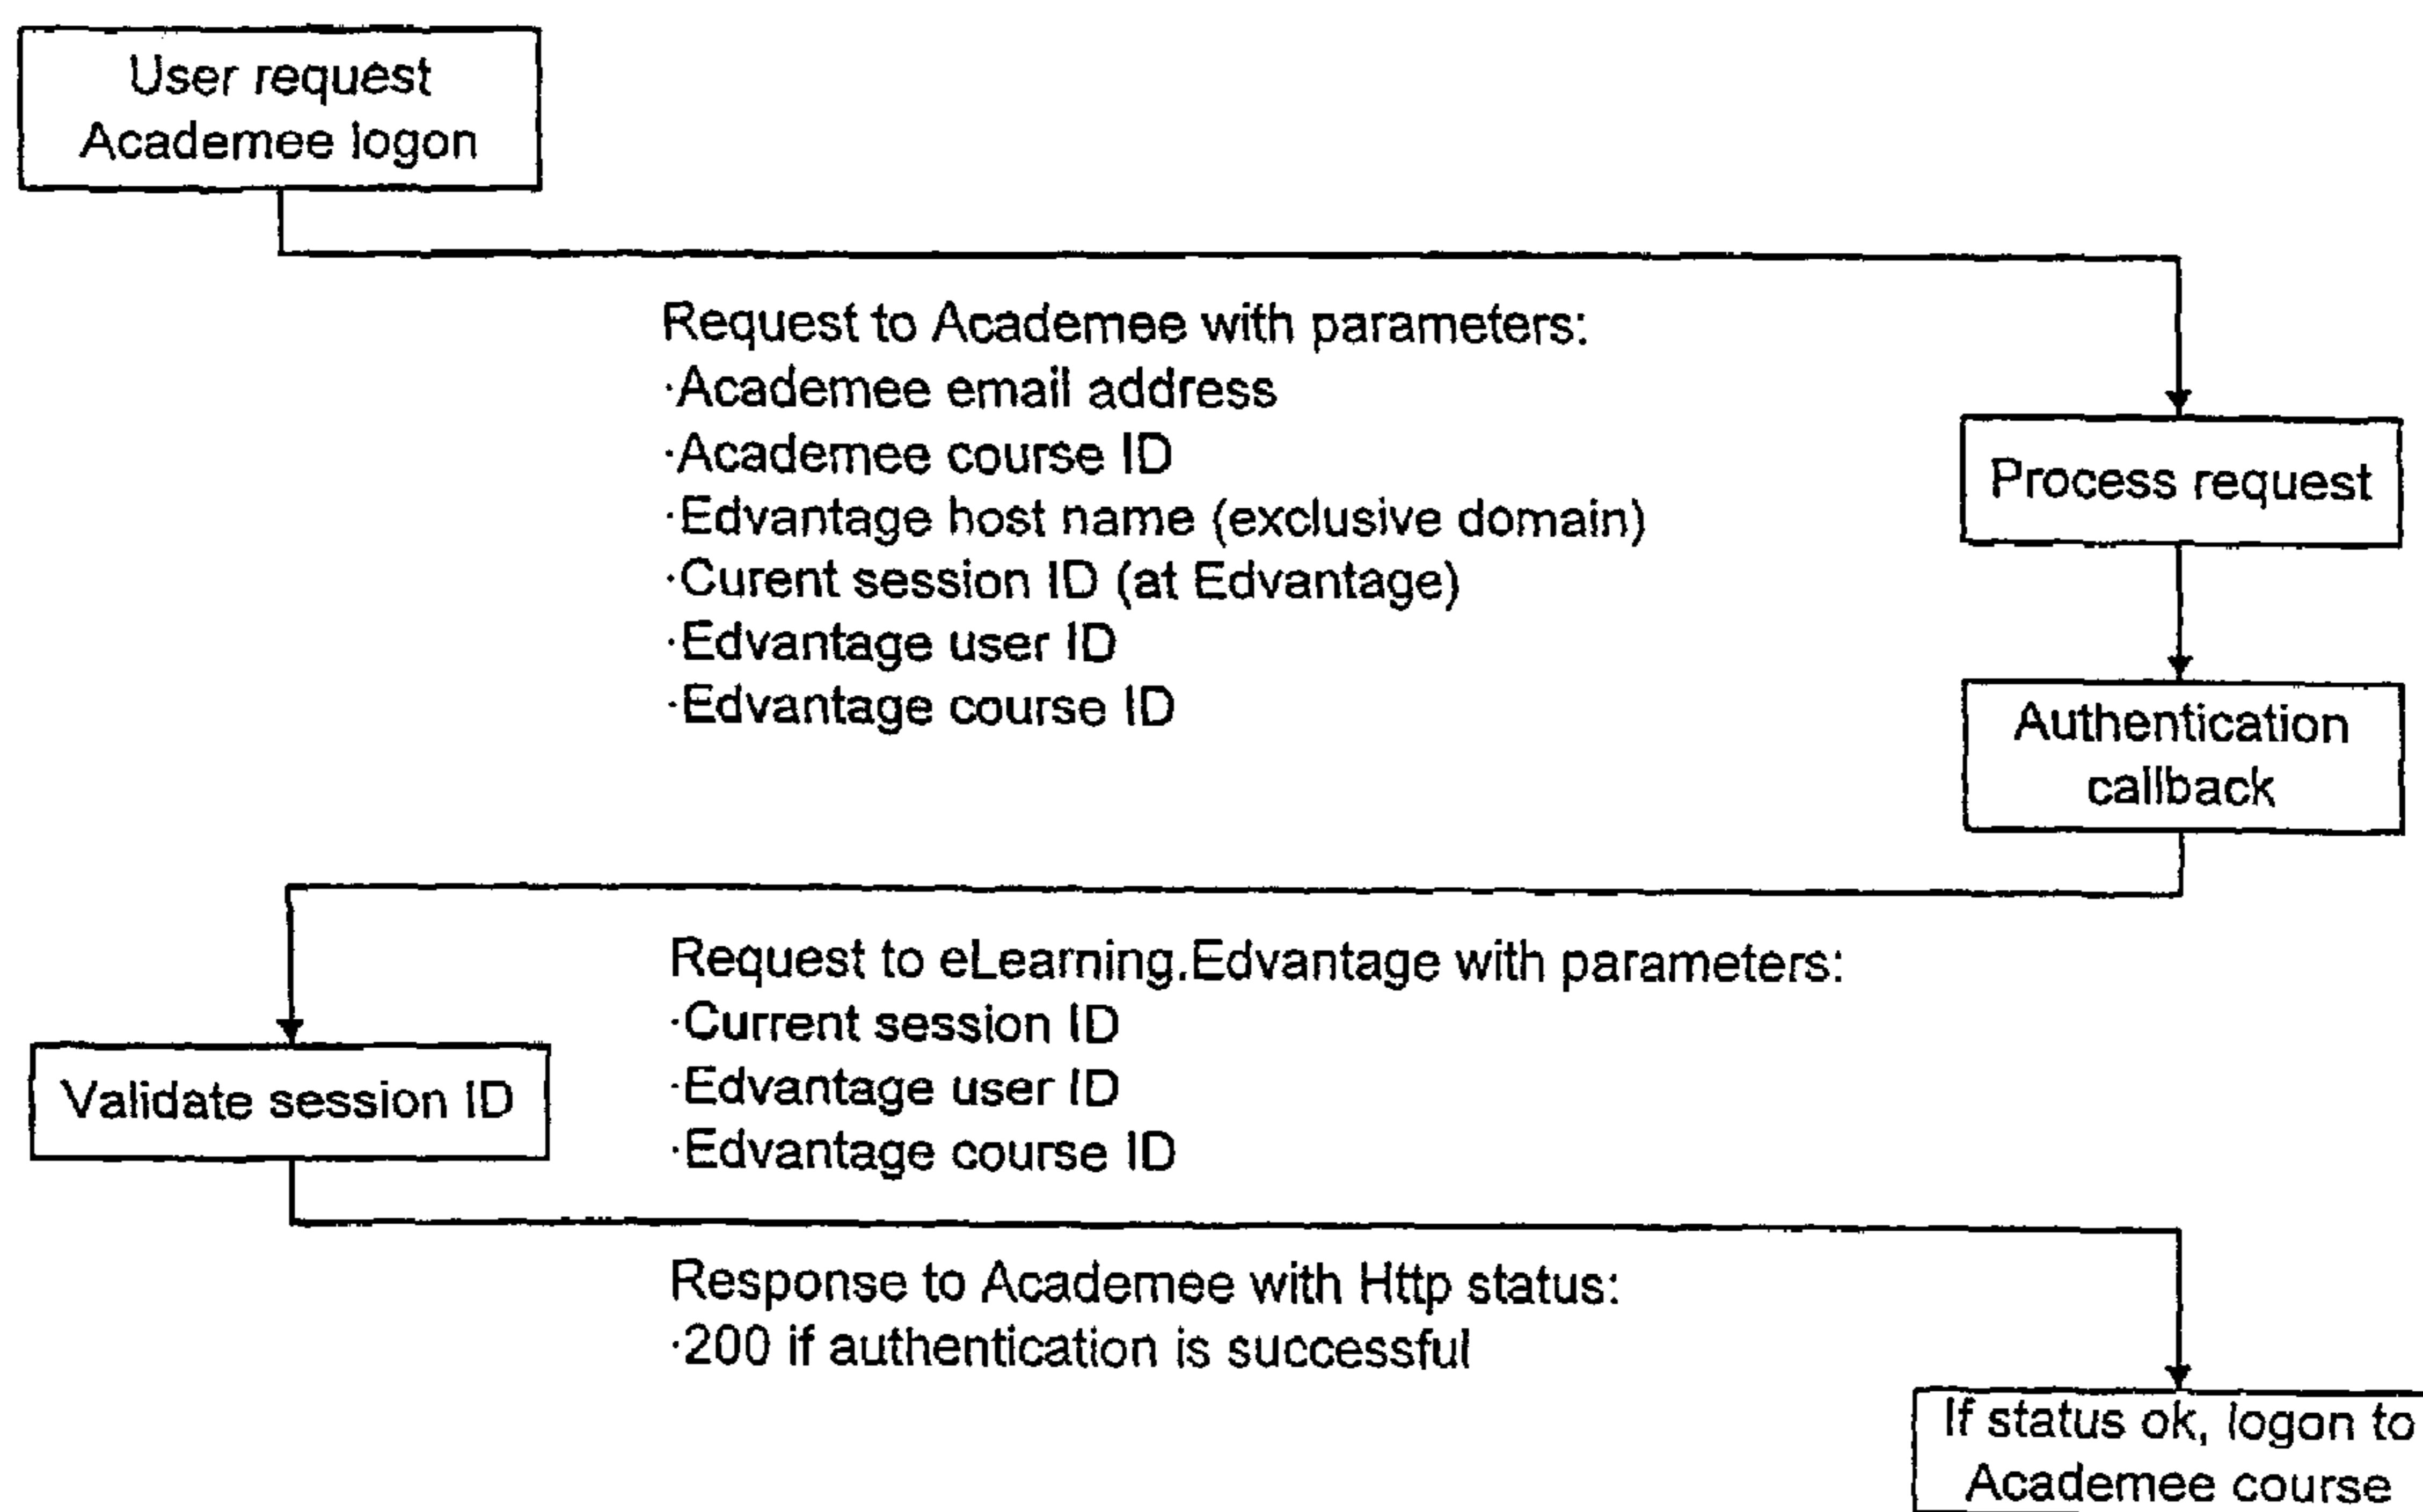 User request
Academee logon
Request to Academee with parameters:
·Academee email address
·Academee course ID
·Edvantage host name (exclusive domain)
·Curent session ID (at Edvantage)
·Edvantage user ID
·Edvantage course ID
Process request
Authentication
callback
Request to eLearning.Edvantage with parameters:
·Current session ID
·Edvantage user ID
·Edvantage course ID
Validate session ID
Response to Academee with Http status:
·200 if authentication is successful
If status ok, logon to
Academee course